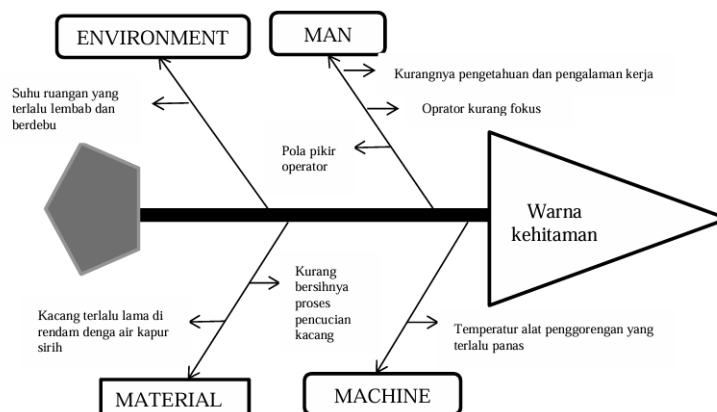 ENVIRONMENT
MAN
Suhu ruangan yang
terlalu lembab dan
berdebu
Kurangnya pengetahuan dan pengalaman kerja
Oprator kurang fokus
Pola pikir
operator
Warna
kehitaman
Kurang
bersihnya
proses
pencucian
kacang
Kacang terlalu lama di
rendam denga air kapur
sirih
Temperatur alat penggorengan yang
terlalu panas
MATERIAL
MACHINE